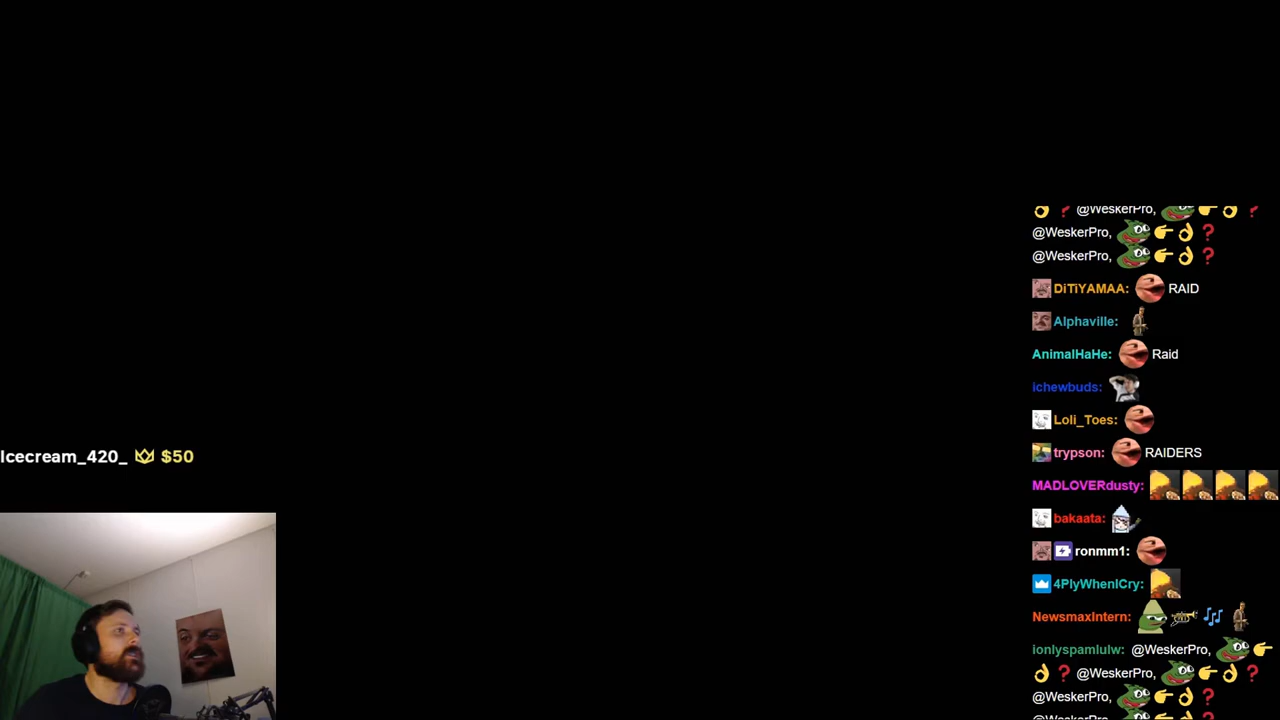 @WeskerPro,
@WeskerPro,
@WeskerPro,
DiTiYAMAA: RAID
Alphaville:
AnimalHaHe: Raid
ichewbuds:
Loli_Toes:
trypson: RAIDERS
MADLOVERdusty:
bakaata:
ronmm1:
4PlyWhenICry:
NewsmaxIntern:
ionlyspamlulw: @WeskerPro,
@WeskerPro,
@WeskerPro,
Icecream_420_ $50